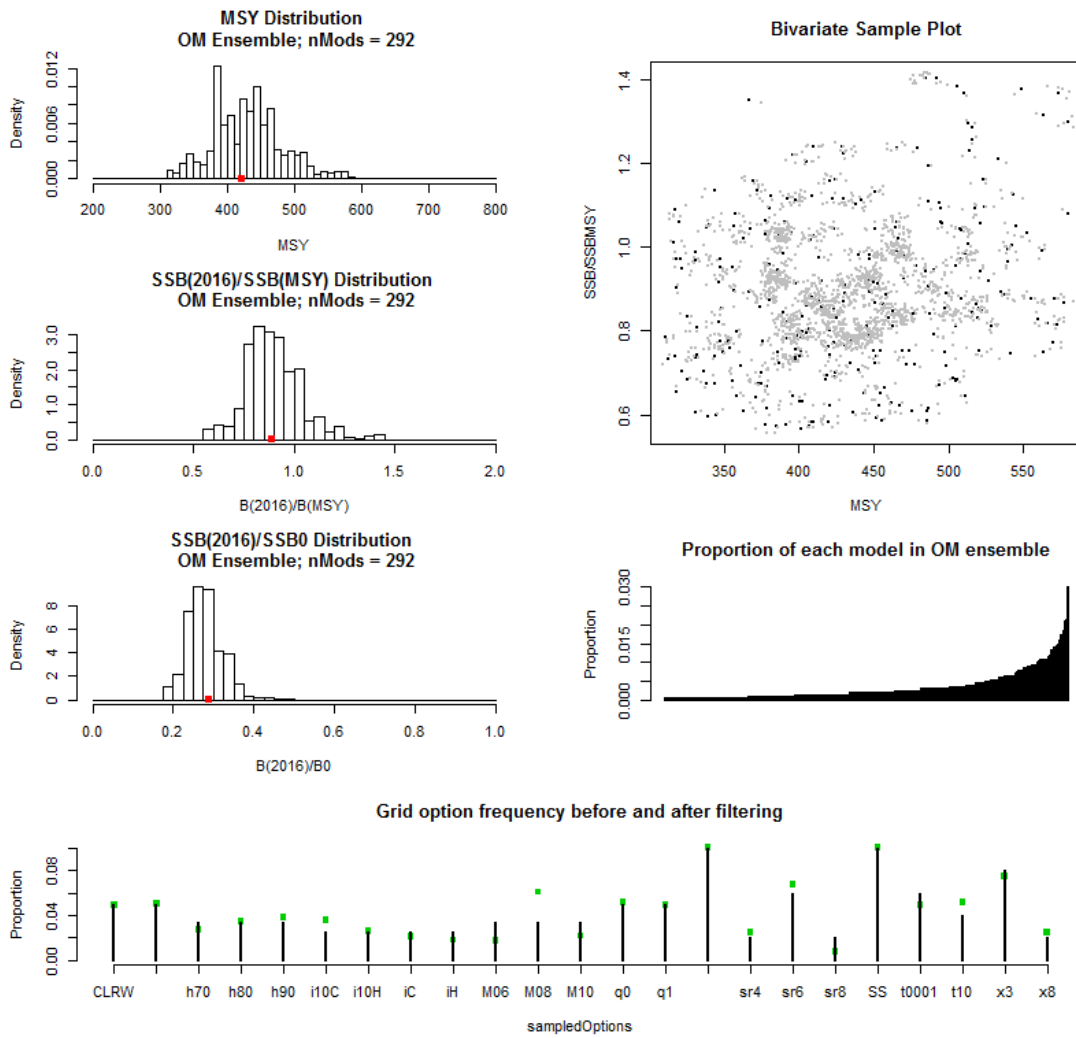 MSY Distribution
OM Ensemble; nMods = 292
Density
0.000 0.006 0.012
200 300 400 500 600 700 800
MSY
SSB(2016)/SSB(MSY) Distribution
OM Ensemble; nMods = 292
Density
0.0 1.0 2.0 3.0
0.0 0.5 1.0 1.5 2.0
B(2016)/B(MSY)
SSB(2016)/SSB0 Distribution
OM Ensemble; nMods = 292
Density
0 2 4 6 8
0.0 0.2 0.4 0.6 0.8 1.0
B(2016)/B0
Bivariate Sample Plot
SSB/SSBMSY
0.6 0.8 1.0 1.2 1.4
350 400 450 500 550
MSY
Proportion of each model in OM ensemble
Proportion
0.000 0.015 0.030
Grid option frequency before and after filtering
Proportion
0.00 0.04 0.08
CLRW h70 h80 h90 i10C i10H iC iH M06 M08 M10 q0 q1 sr4 sr6 sr8 SS t0001 t10 x3 x8
sampledOptions